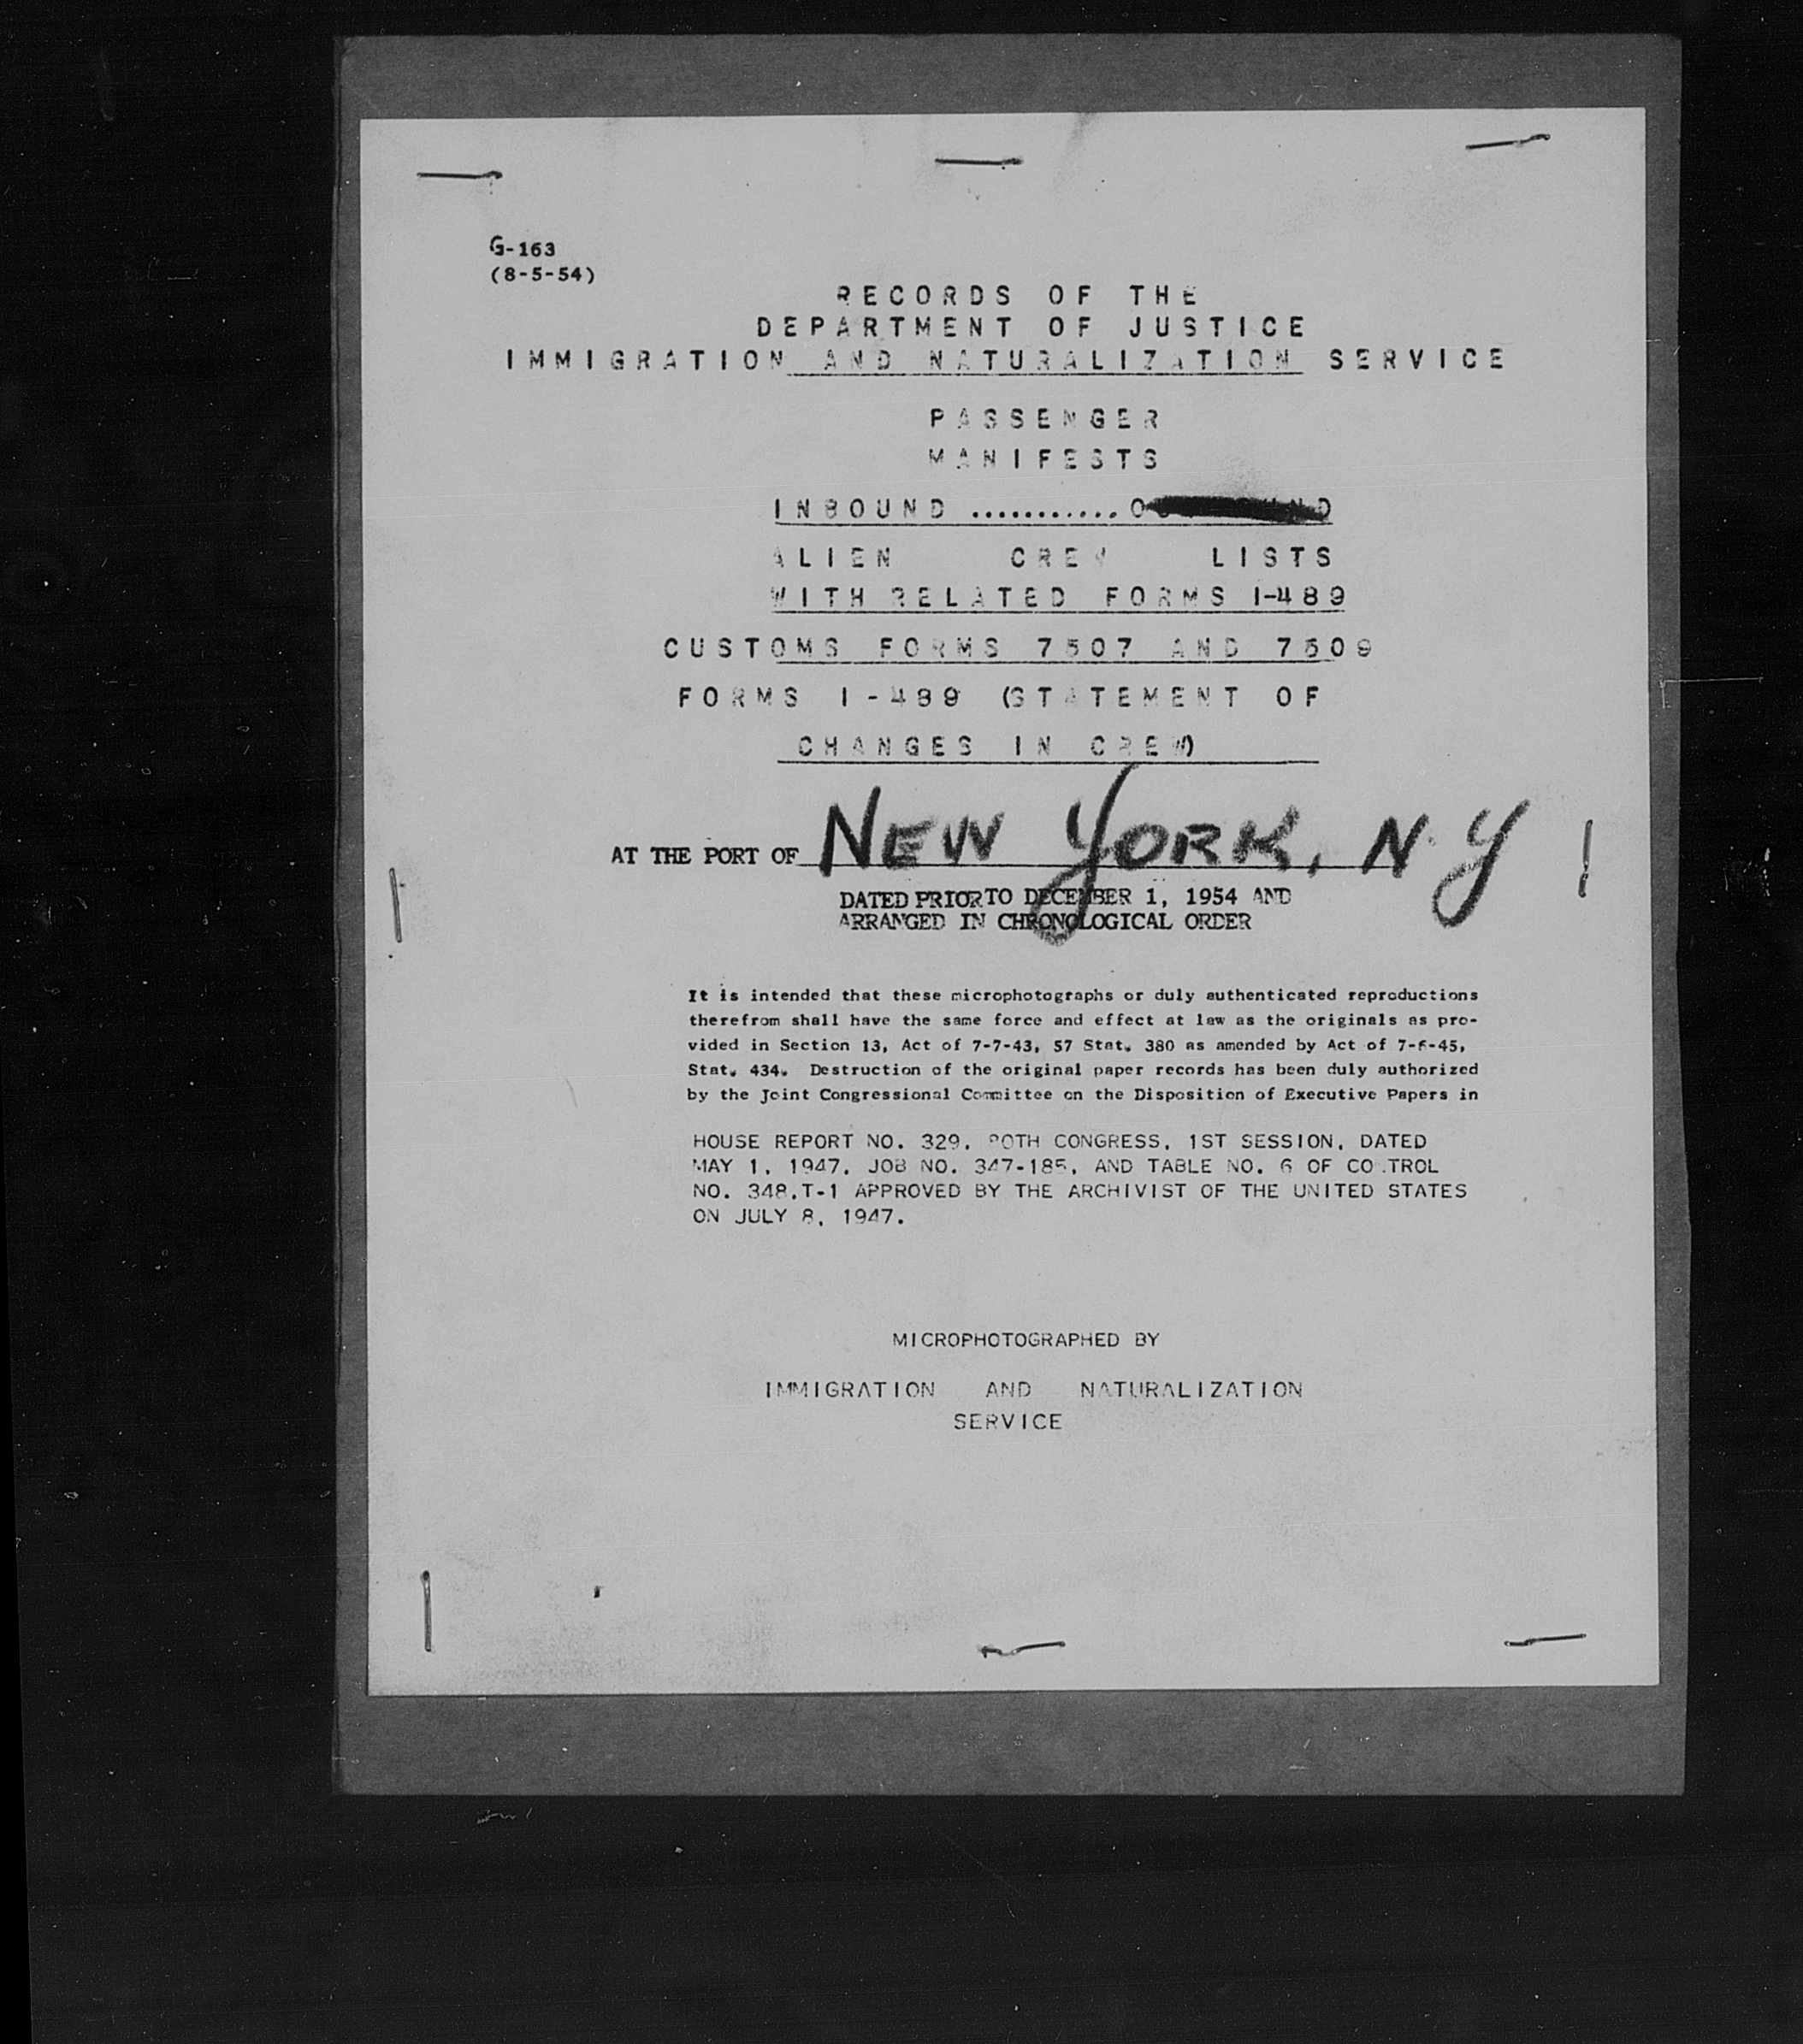 G-163
(8-5-54)
RECORDS OF THE
DEPARTMENT OF JUSTICE
IMMIGRATION AND NATURALIZATION SERVICE
PASSENGER
MANIFESTS
INBOUND ...........OUTBOUND
ALIEN CREW LISTS
WITH RELATED FORMS I-489
CUSTOMS FORMS 7507 AND 7509
FORMS I-489 (STATEMENT OF
CHANGES IN CREW)
AT THE PORT OF NEW YORK, N.Y
DATED PRIOR TO DECEMBER 1, 1954 AND
ARRANGED IN CHRONOLOGICAL ORDER
It is intended that these microphotographs or duly authenticated reproductions
therefrom shall have the same force and effect at law as the originals as pro-
vided in Section 13, Act of 7-7-43, 57 Stat. 380 as amended by Act of 7-6-45,
Stat. 434. Destruction of the original paper records has been duly authorized
by the Joint Congressional Committee on the Disposition of Executive Papers in
HOUSE REPORT NO. 329, 80TH CONGRESS, 1ST SESSION, DATED
MAY 1, 1947, JOB NO. 347-185, AND TABLE NO. 6 OF CONTROL
NO. 348.T-1 APPROVED BY THE ARCHIVIST OF THE UNITED STATES
ON JULY 8, 1947.
MICROPHOTOGRAPHED BY
IMMIGRATION AND NATURALIZATION
SERVICE